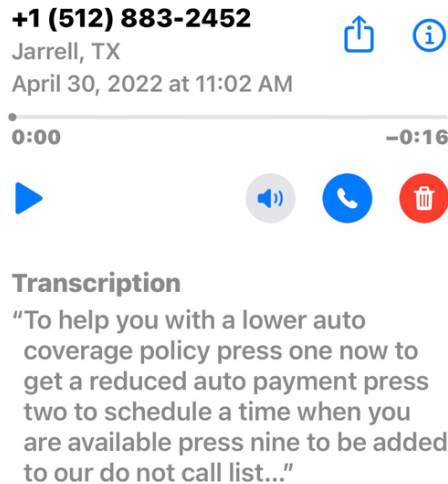 +1 (512) 883-2452
Jarrell, TX
April 30, 2022 at 11:02 AM
0:00
−0:16
Transcription
“To help you with a lower auto
coverage policy press one now to
get a reduced auto payment press
two to schedule a time when you
are available press nine to be added
to our do not call list...”